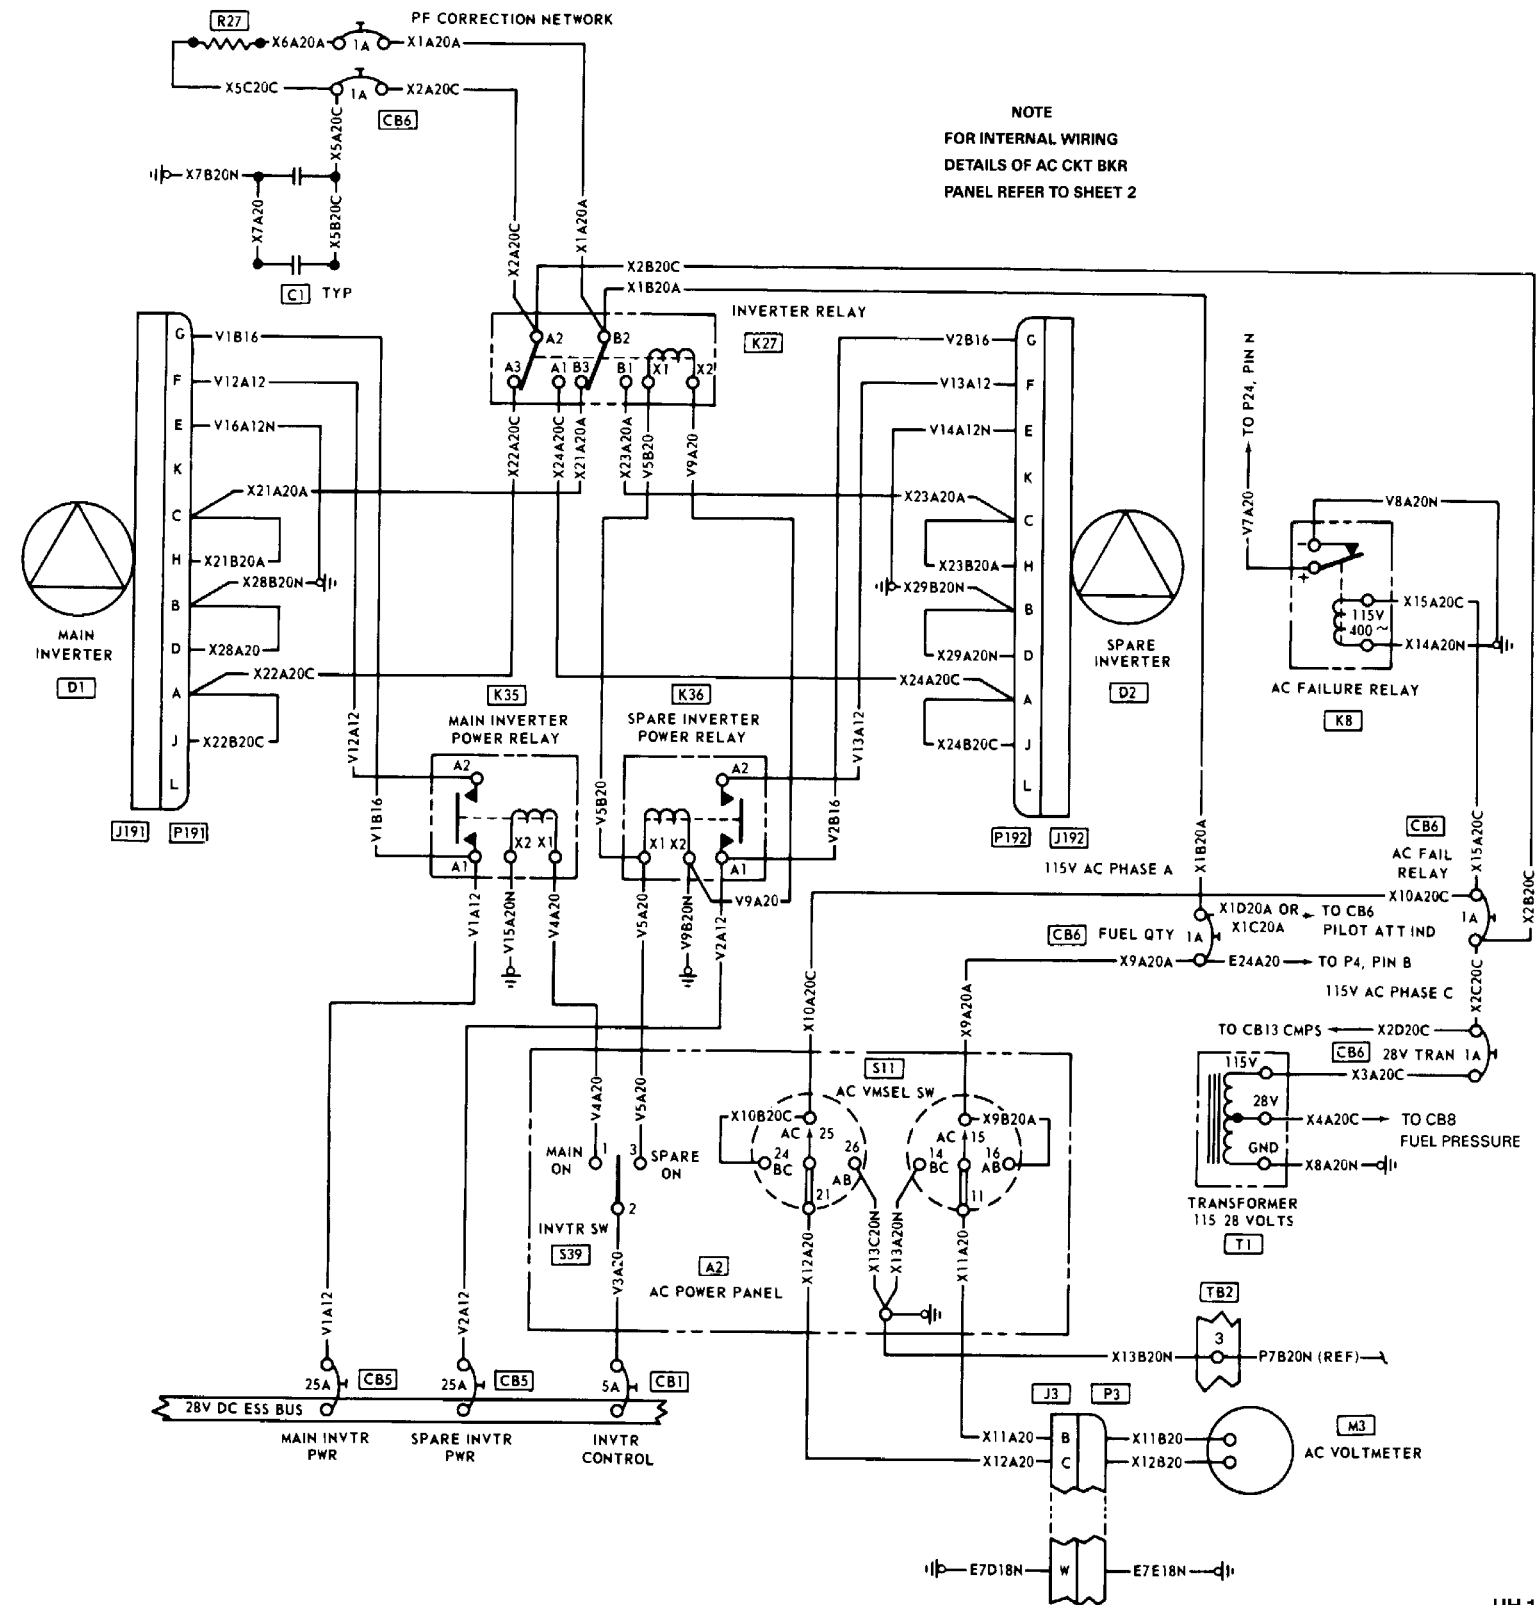 R27
PF CORRECTION NETWORK
X6A20A
1A
X1A20A
X5C20C
1A
X2A20C
CB6
X5A20C
X7B20N
X7A20
X5B20C
C1 TYP
X2A20C
X1A20A
NOTE
FOR INTERNAL WIRING
DETAILS OF AC CKT BKR
PANEL REFER TO SHEET 2
X2B20C
X1B20A
INVERTER RELAY
K27
A2
B2
A3
A1
B3
B1
X1
X2
X22A20C
X24A20C
X21A20A
X23A20A
V5B20
V9A20
G
V1B16
F
V12A12
E
V16A12N
K
X21A20A
C
H
X21B20A
X28B20N
B
D
X28A20
X22A20C
A
J
X22B20C
L
MAIN
INVERTER
D1
J191
P191
V12A12
V1B16
V2B16
G
V13A12
F
V14A12N
E
K
X23A20A
C
X23B20A
H
X29B20N
B
X29A20N
D
X24A20C
A
X24B20C
J
L
SPARE
INVERTER
D2
P192
J192
V13A12
V2B16
TO P24, PIN N
V7A20
V8A20N
-
+
X15A20C
115V
400 ~
X14A20N
AC FAILURE RELAY
K8
K35
MAIN INVERTER
POWER RELAY
A2
X2
X1
A1
K36
SPARE INVERTER
POWER RELAY
A2
X1
X2
A1
V5B20
V9A20
V1A12
V15A20N
V4A20
V5A20
V9B20N
V2A12
115V AC PHASE A
X1B20A
X15A20C
X2B20C
CB6
AC FAIL
RELAY
X10A20C
1A
X1D20A OR
X1C20A
TO CB6
PILOT ATT IND
CB6
FUEL QTY
1A
X9A20A
E24A20
TO P4, PIN B
115V AC PHASE C
X2C20C
X10A20C
X9A20A
TO CB13 CMPS
X2D20C
CB6
28V TRAN
1A
X3A20C
115V
28V
GND
X4A20C
TO CB8
FUEL PRESSURE
X8A20N
TRANSFORMER
115 28 VOLTS
T1
V4A20
V5A20
MAIN
ON
1
3
SPARE
ON
2
INVTR SW
S39
V3A20
S11
AC VMSEL SW
X10B20C
AC
25
24
BC
26
AB
21
X9B20A
AC
15
14
BC
16
AB
11
X12A20
X13C20N
X13A20N
X11A20
A2
AC POWER PANEL
TB2
3
X13B20N
P7B20N (REF)
V1A12
V2A12
25A
CB5
25A
CB5
5A
CB1
28V DC ESS BUS
MAIN INVTR
PWR
SPARE INVTR
PWR
INVTR
CONTROL
J3
P3
X11A20
B
X11B20
X12A20
C
X12B20
M3
AC VOLTMETER
E7D18N
W
E7E18N